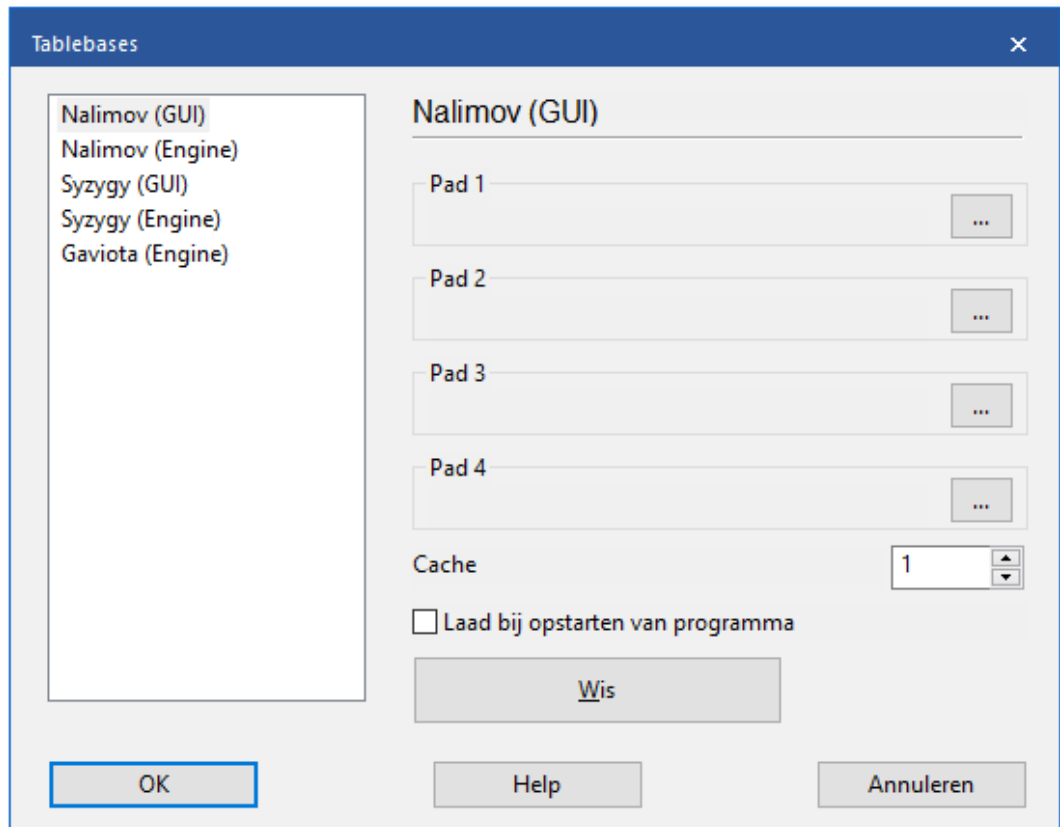 Tablebases
Nalimov (GUI)
Nalimov (Engine)
Syzygy (GUI)
Syzygy (Engine)
Gaviota (Engine)
Nalimov (GUI)
Pad 1
...
Pad 2
...
Pad 3
...
Pad 4
...
Cache
1
Laad bij opstarten van programma
Wis
OK
Help
Annuleren